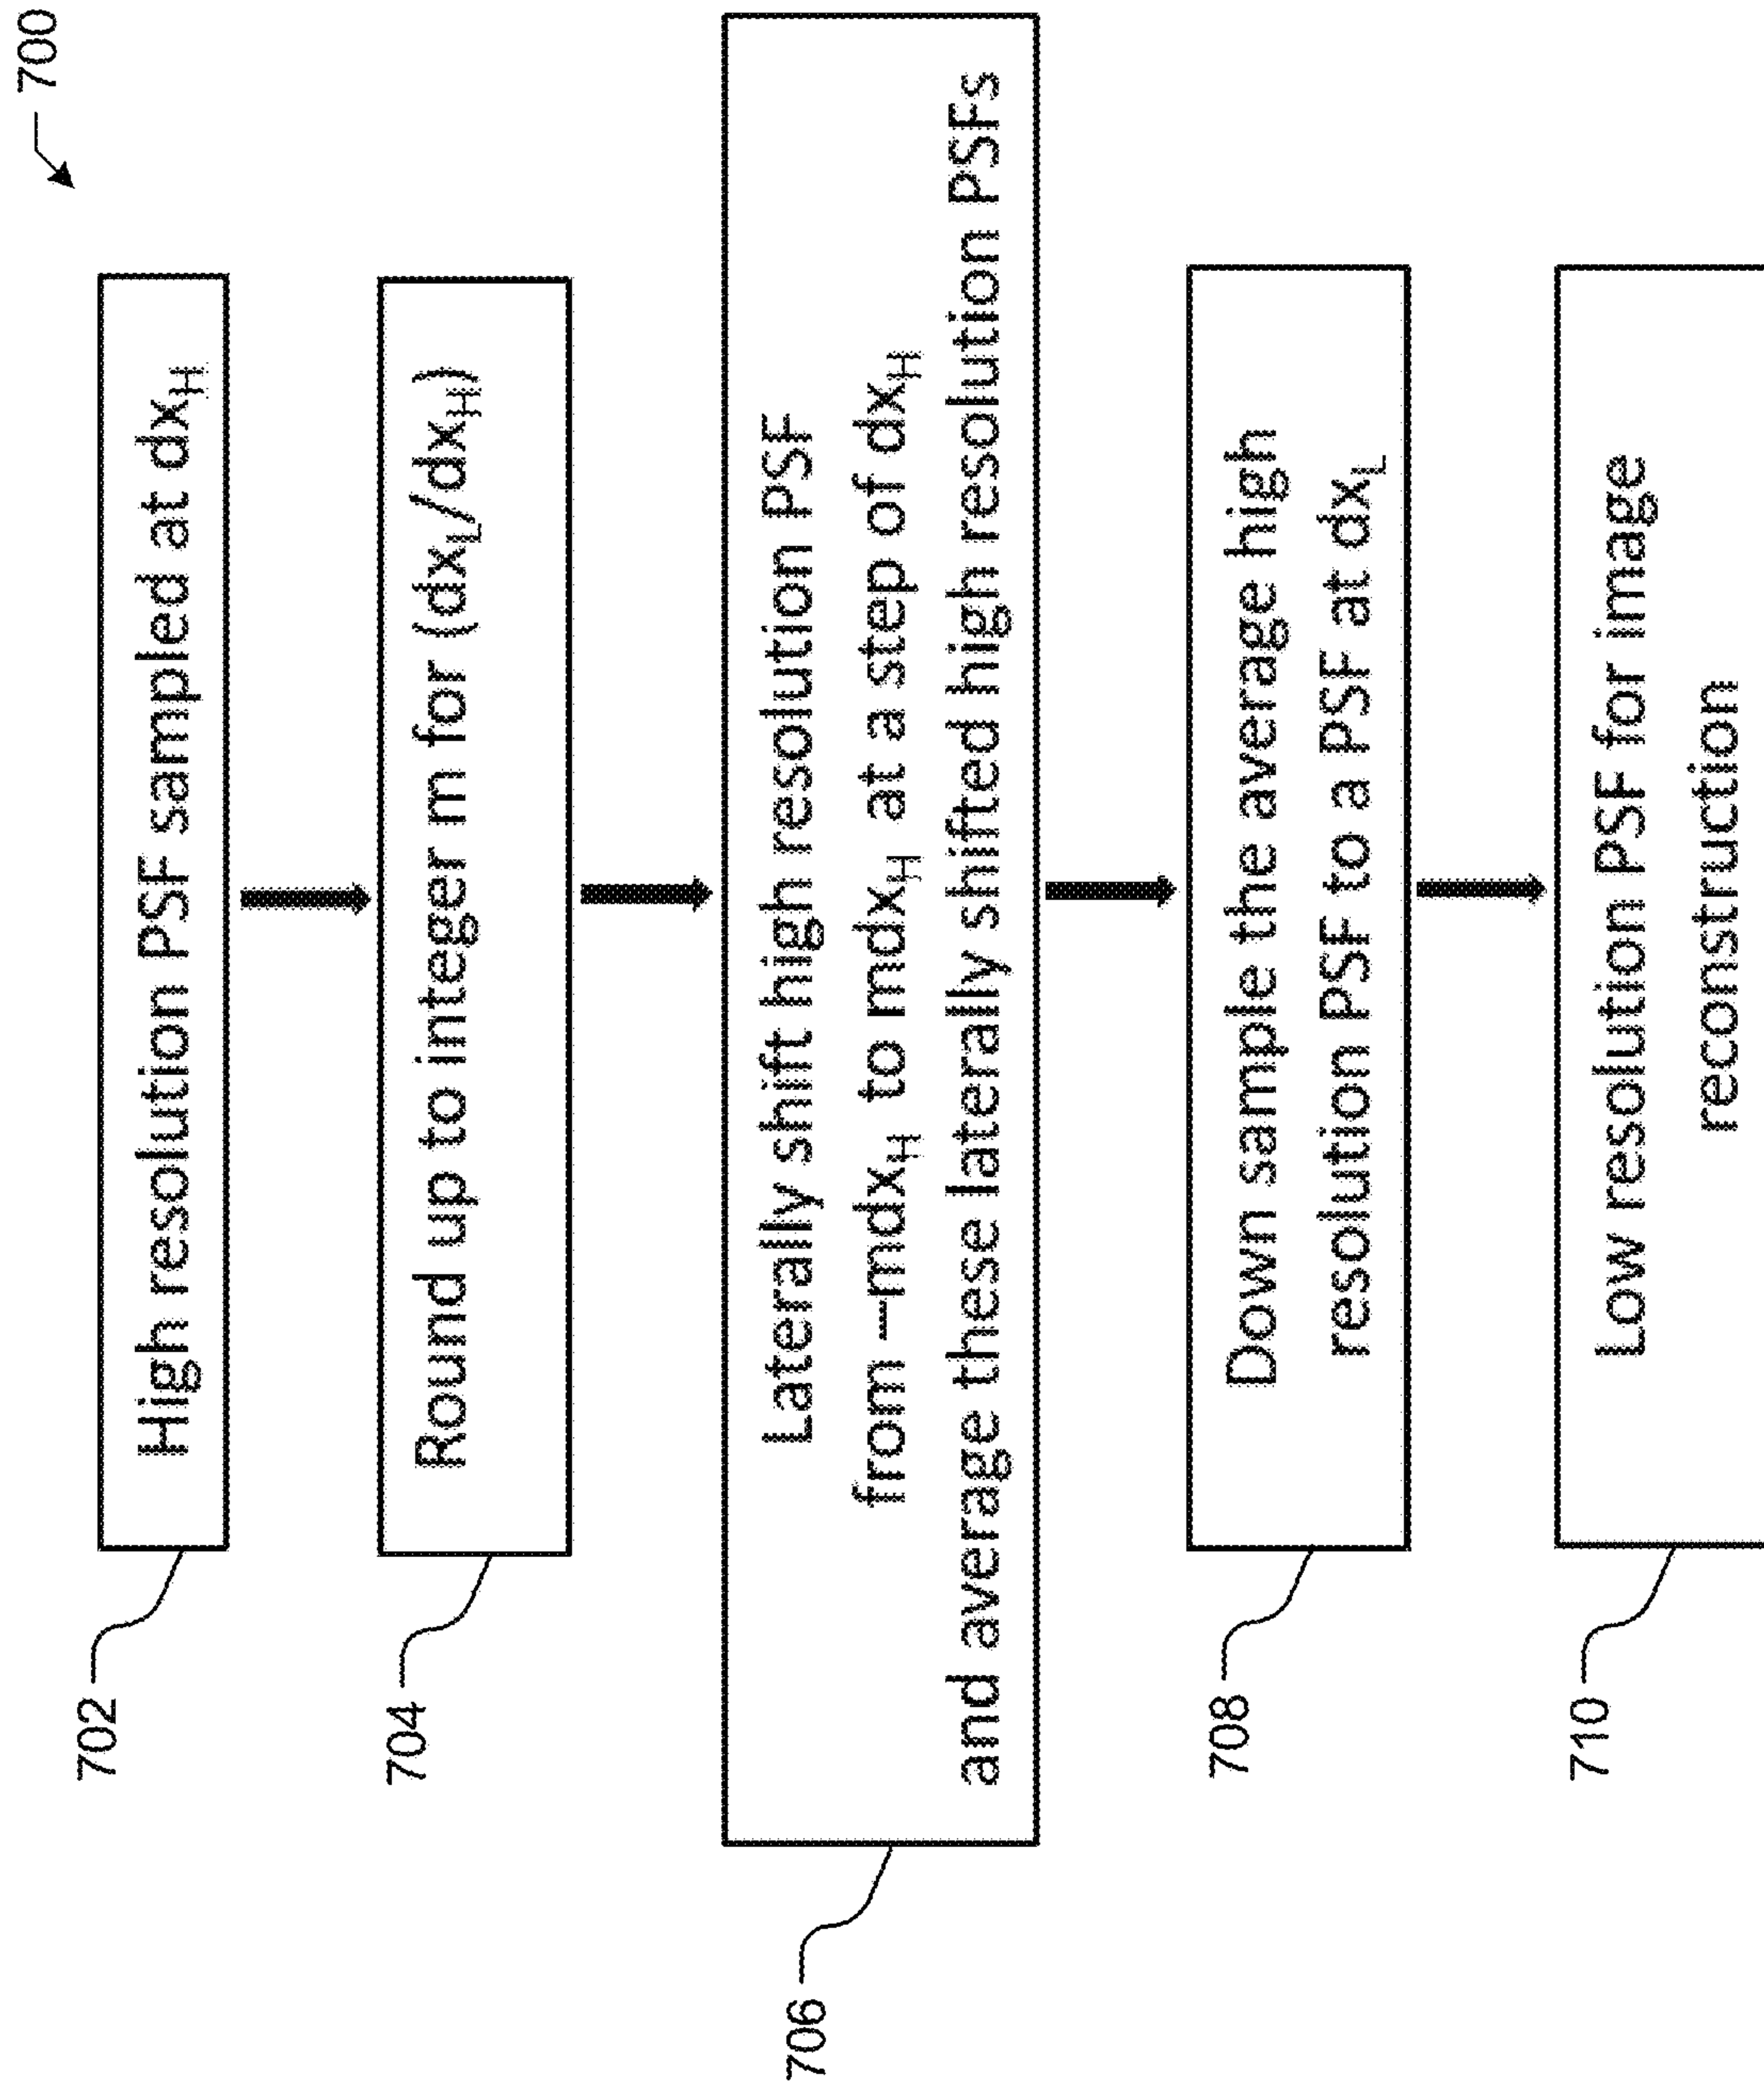 700
702
High resolution PSF sampled at dx_H
704
Round up to integer m for (dx_L/dx_H)
706
Laterally shift high resolution PSF
from –mdx_H to mdx_H at a step of dx_H
and average these laterally shifted high resolution PSFs
708
Down sample the average high
resolution PSF to a PSF at dx_L
710
Low resolution PSF for image
reconstruction